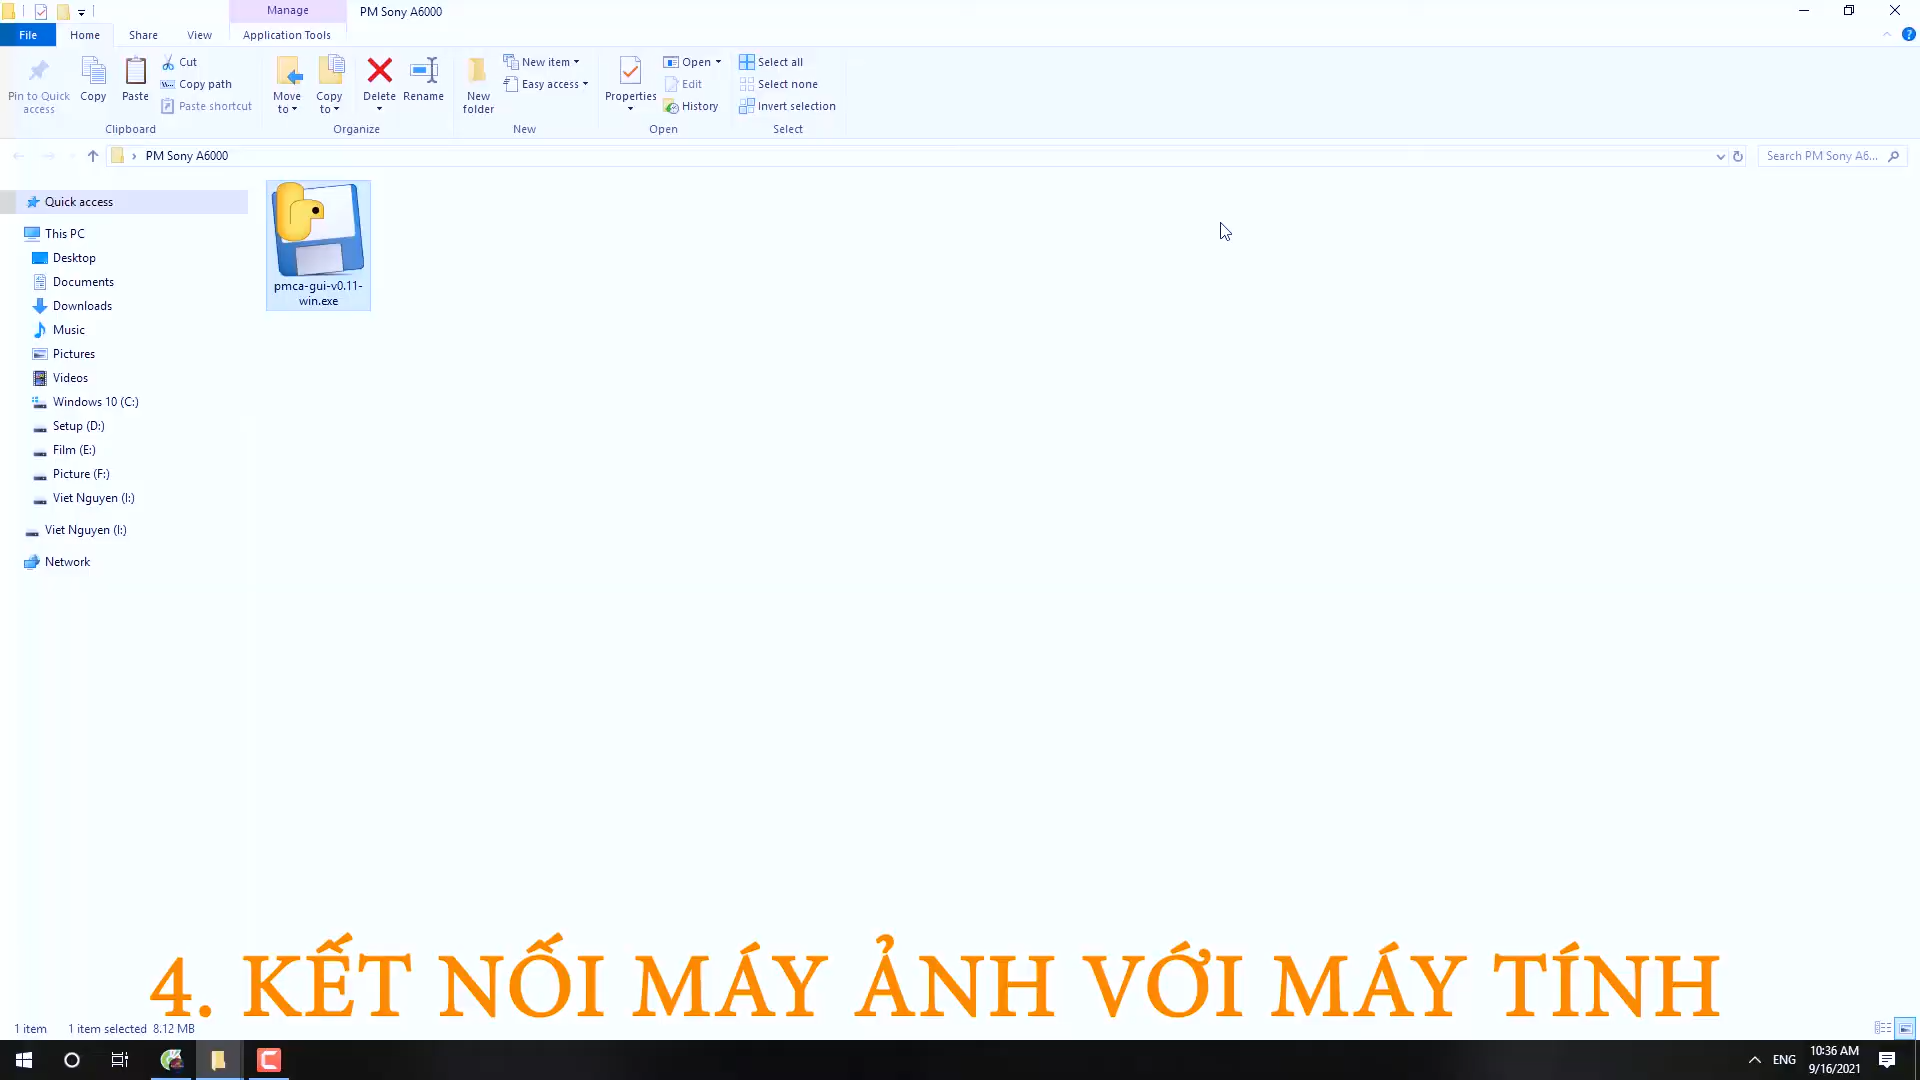 Manage
PM Sony A6000
File
Home
Share
View
Application Tools
Pin to Quick
access
Copy
Paste
Cut
Copy path
Paste shortcut
Clipboard
Move
to
Copy
to
Delete
Rename
Organize
New
folder
New item
Easy access
New
Properties
Open
Edit
History
Open
Select all
Select none
Invert selection
Select
PM Sony A6000
Search PM Sony A6...
Quick access
This PC
Desktop
Documents
Downloads
Music
Pictures
Videos
Windows 10 (C:)
Setup (D:)
Film (E:)
Picture (F:)
Viet Nguyen (I:)
Viet Nguyen (I:)
Network
pmca-gui-v0.11-
win.exe
4. KẾT NỐI MÁY ẢNH VỚI MÁY TÍNH
1 item
1 item selected 8.12 MB
ENG
10:36 AM
9/16/2021